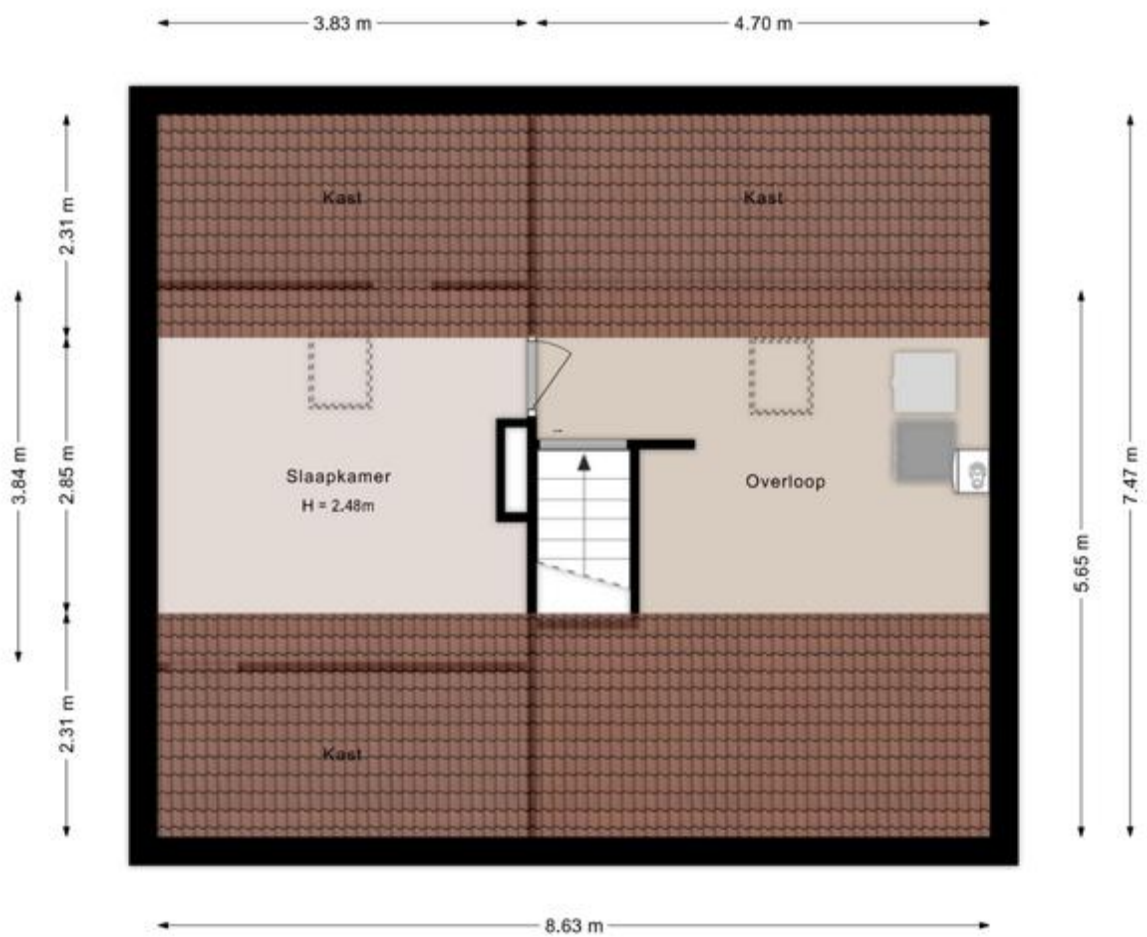 3.83 m
4.70 m
Kast
Kast
2.31 m
3.84 m
2.85 m
Slaapkamer
H = 2.48m
Overloop
7.47 m
5.65 m
2.31 m
Kast
8.63 m